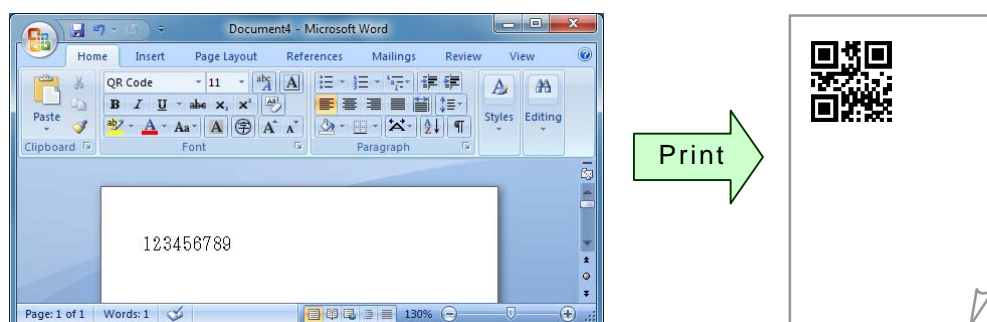 Document4 - Microsoft Word
Home Insert Page Layout References Mailings Review View
QR Code 11
Paste
Styles Editing
Clipboard Font Paragraph
Print
123456789
Page: 1 of 1 Words: 1 130%